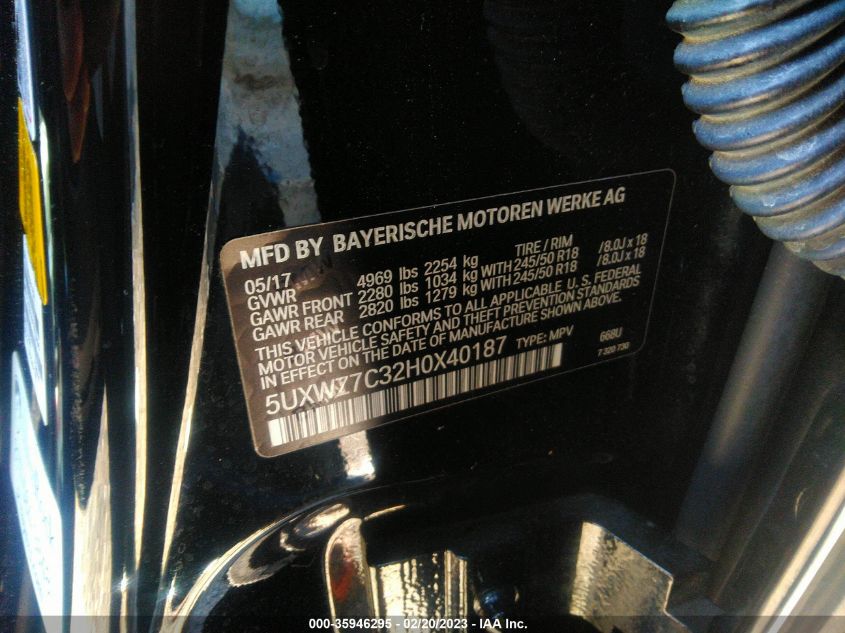 MFD BY BAYERISCHE MOTOREN WERKE AG
05/17 TIRE / RIM
GVWR 4969 lbs 2254 kg
GAWR FRONT 2280 lbs 1034 kg WITH 245/50 R18 /8.0J x 18
GAWR REAR 2820 lbs 1279 kg WITH 245/50 R18 /8.0J x 18
THIS VEHICLE CONFORMS TO ALL APPLICABLE U.S. FEDERAL
MOTOR VEHICLE SAFETY AND THEFT PREVENTION STANDARDS
IN EFFECT ON THE DATE OF MANUFACTURE SHOWN ABOVE.
5UXWZ7C32H0X40187 TYPE: MPV 668U
7 320 730
000-35946295 - 02/20/2023 - IAA Inc.